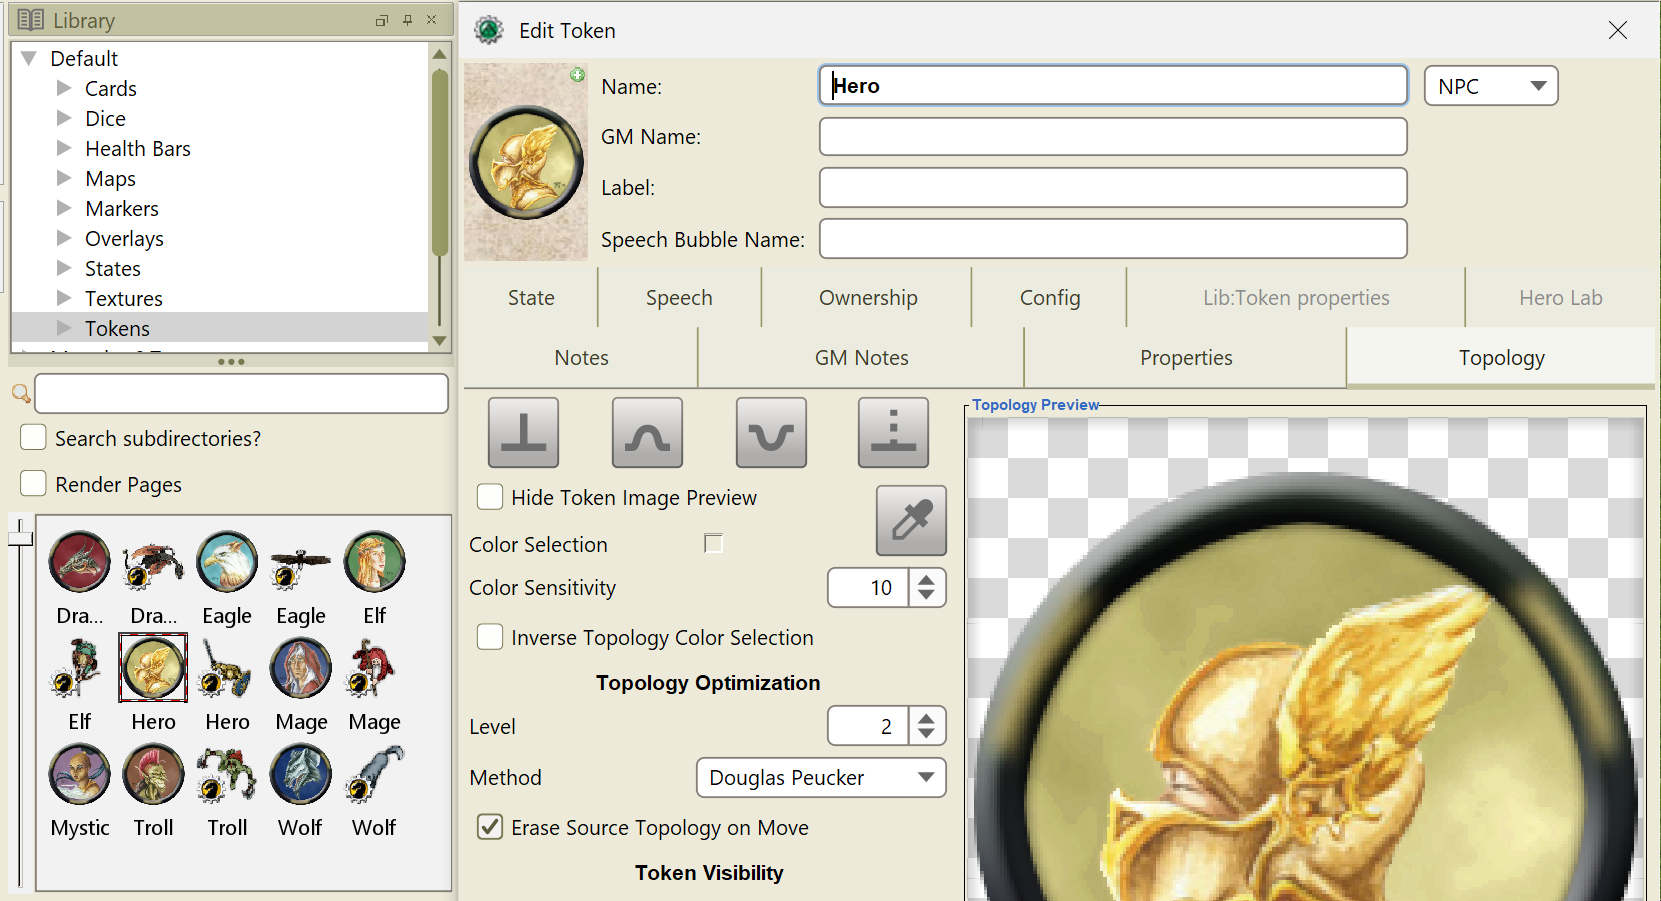 Library
Default
Cards
Dice
Health Bars
Maps
Markers
Overlays
States
Textures
Tokens
Search subdirectories?
Render Pages
Dra... Dra... Eagle Eagle Elf
Elf Hero Hero Mage Mage
Mystic Troll Troll Wolf Wolf
Edit Token
Name: Hero NPC
GM Name:
Label:
Speech Bubble Name:
State Speech Ownership Config Lib:Token properties Hero Lab
Notes GM Notes Properties Topology
Hide Token Image Preview
Color Selection
Color Sensitivity 10
Inverse Topology Color Selection
Topology Optimization
Level 2
Method Douglas Peucker
Erase Source Topology on Move
Token Visibility
Topology Preview